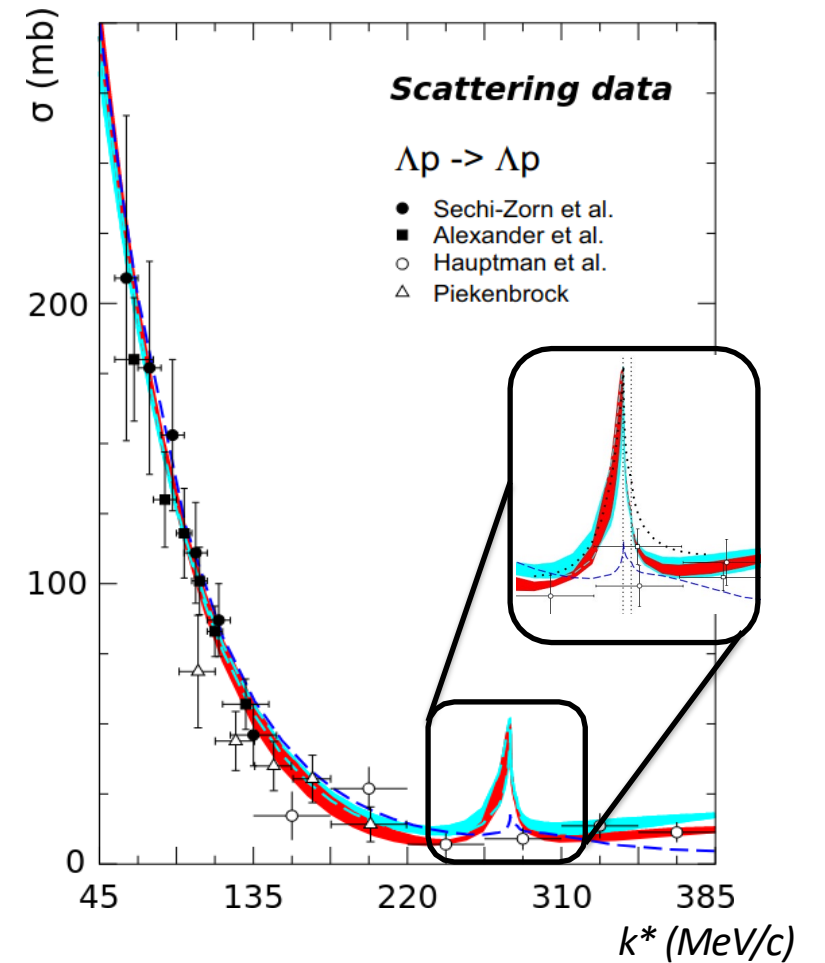 σ (mb)
Scattering data
Λp -> Λp
Sechi-Zorn et al.
Alexander et al.
Hauptman et al.
Piekenbrock
200
100
0
45 135 220 310 385
k* (MeV/c)